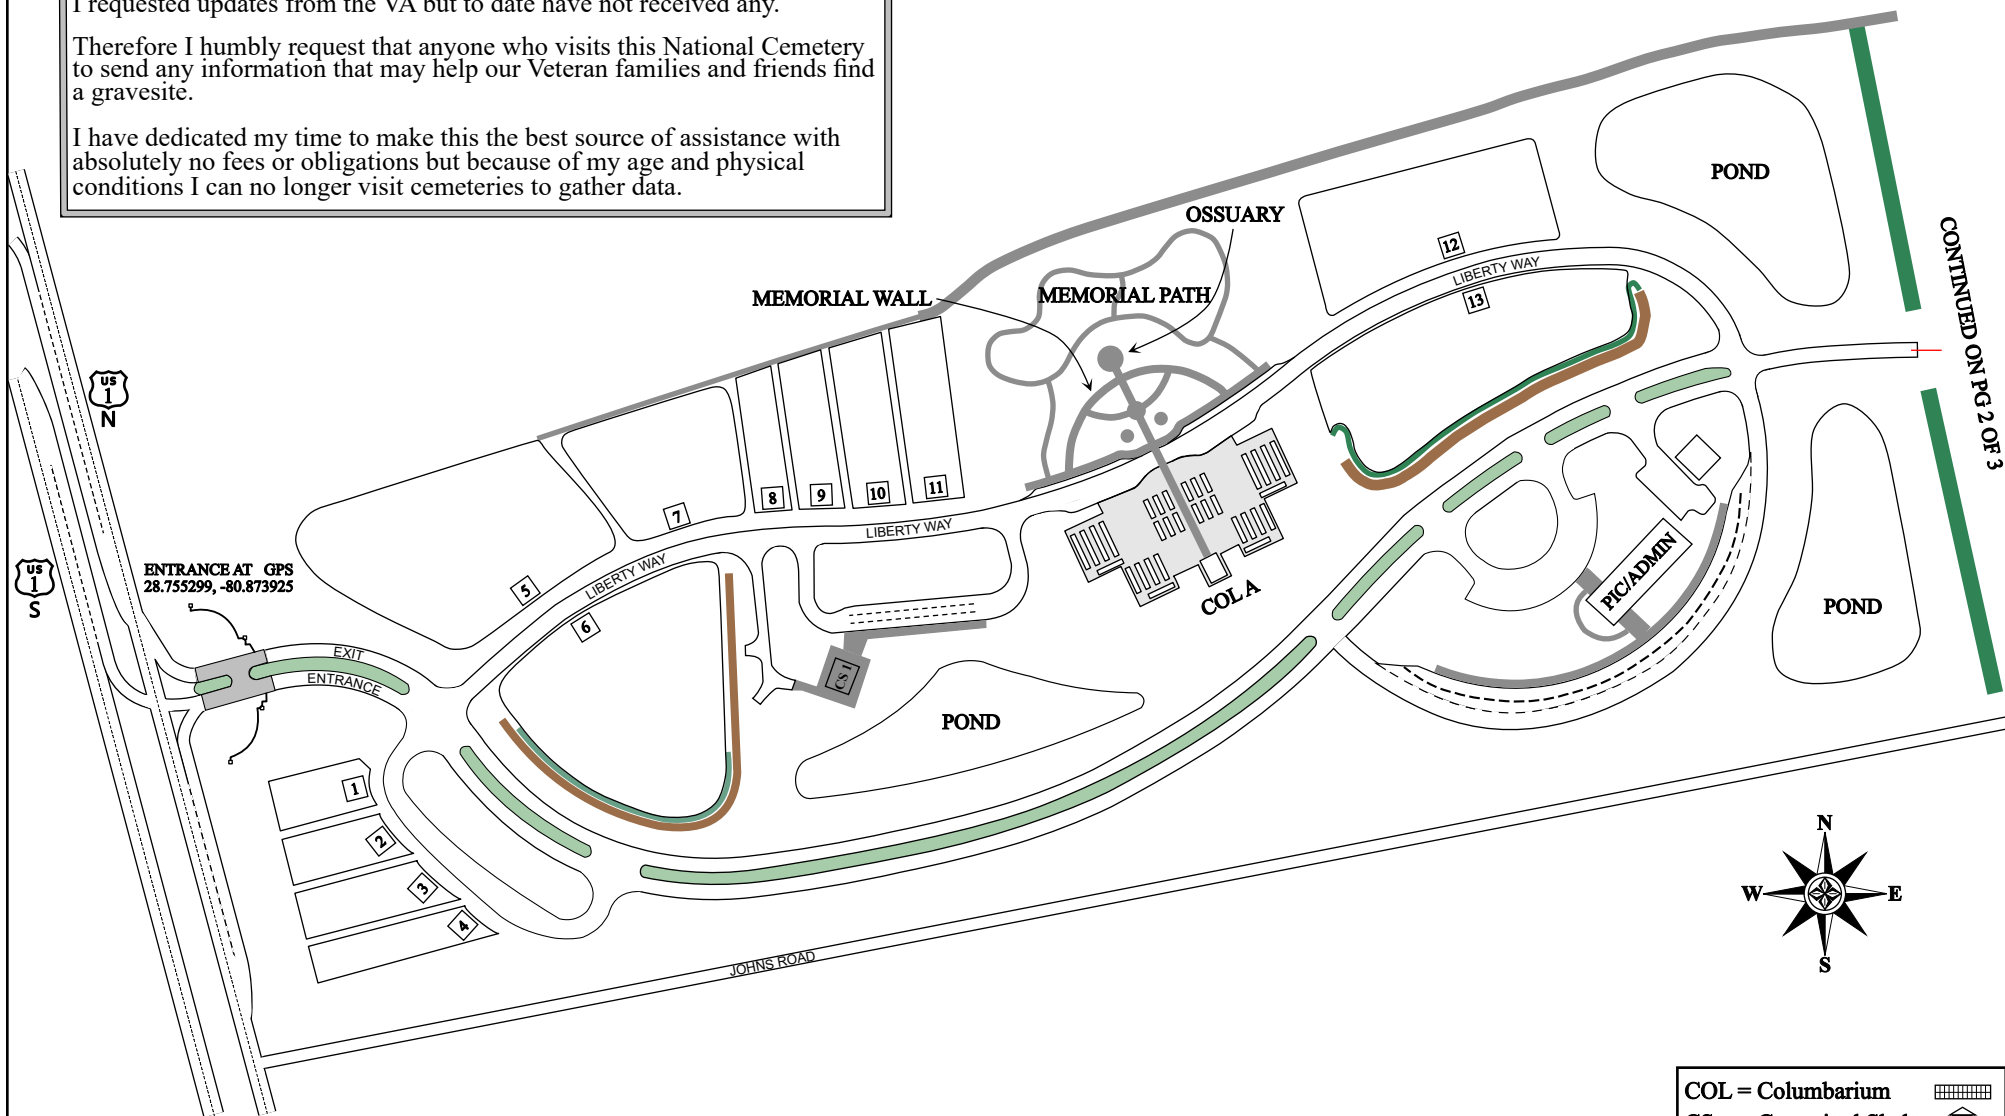 I requested updates from the VA but to date have not received any.
Therefore I humbly request that anyone who visits this National Cemetery
to send any information that may help our Veteran families and friends find
a gravesite.
I have dedicated my time to make this the best source of assistance with
absolutely no fees or obligations but because of my age and physical
conditions I can no longer visit cemeteries to gather data.
POND
OSSUARY
CONTINUED ON PG 2 OF 3
12
LIBERTY WAY
13
MEMORIAL WALL
MEMORIAL PATH
US
1
N
8
9
10
11
7
LIBERTY WAY
US
1
S
ENTRANCE AT GPS
28.755299, -80.873925
5
LIBERTY WAY
6
COL A
PIC/ADMIN
POND
EXIT
ENTRANCE
CS 1
POND
1
2
3
4
N
W
E
S
JOHNS ROAD
COL = Columbarium